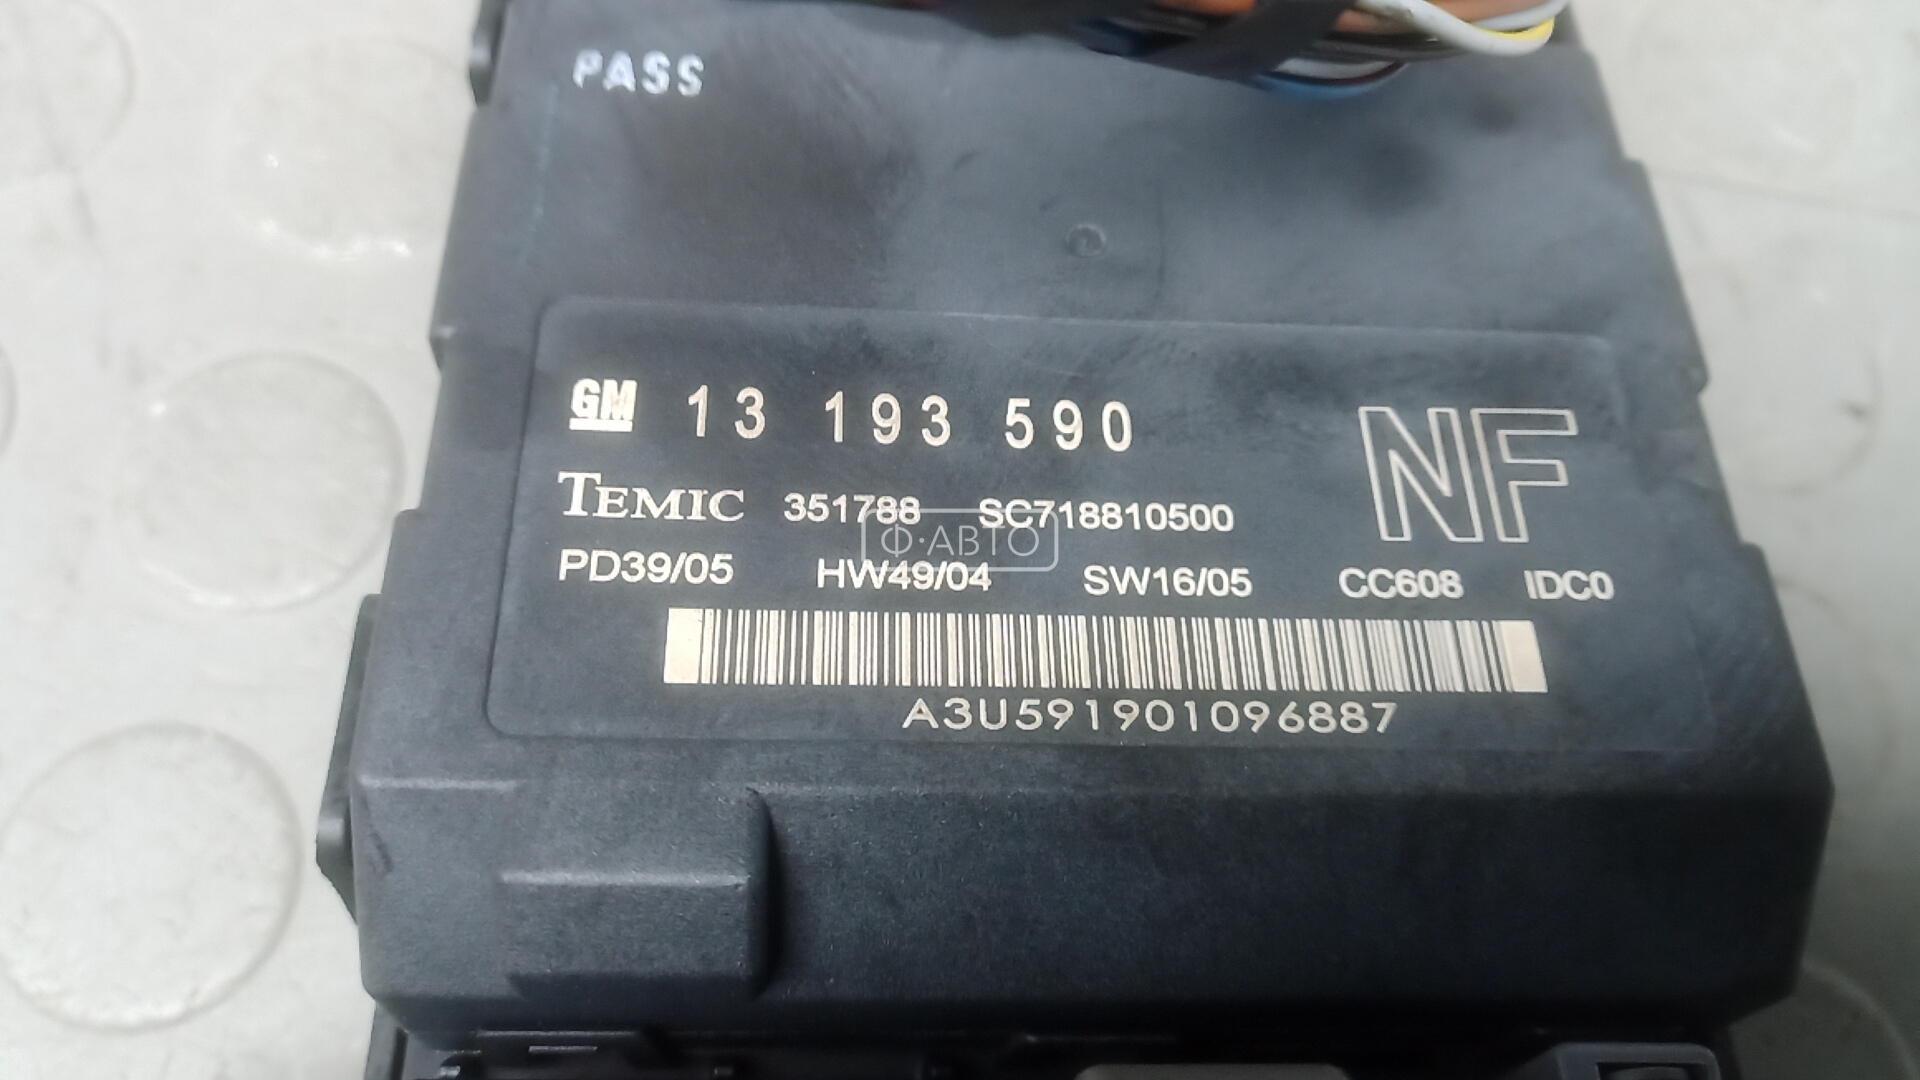 PASS
GM 13 193 590
NF
TEMIC 351788 SC718810500
Ф·АВТО
PD39/05 HW49/04 SW16/05 CC608 IDC0
A3U591901096887